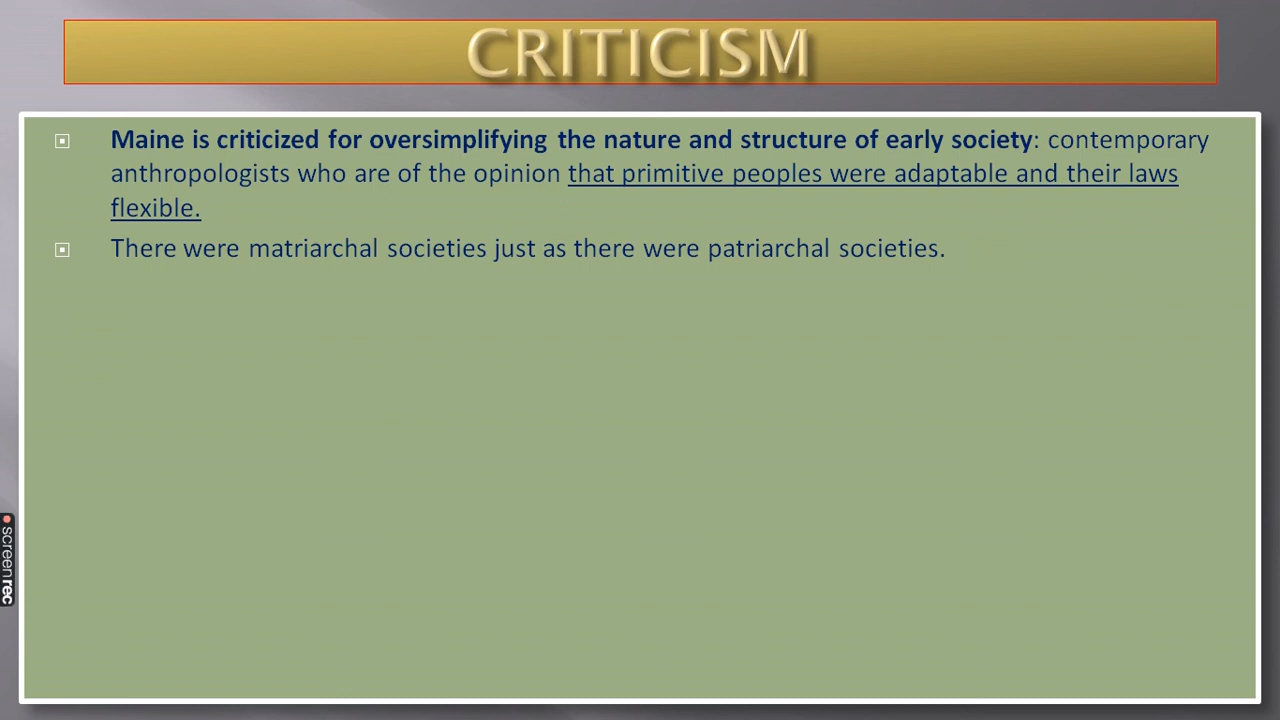 CRITICISM
Maine is criticized for oversimplifying the nature and structure of early society: contemporary
anthropologists who are of the opinion that primitive peoples were adaptable and their laws
flexible.
There were matriarchal societies just as there were patriarchal societies.
screenrec